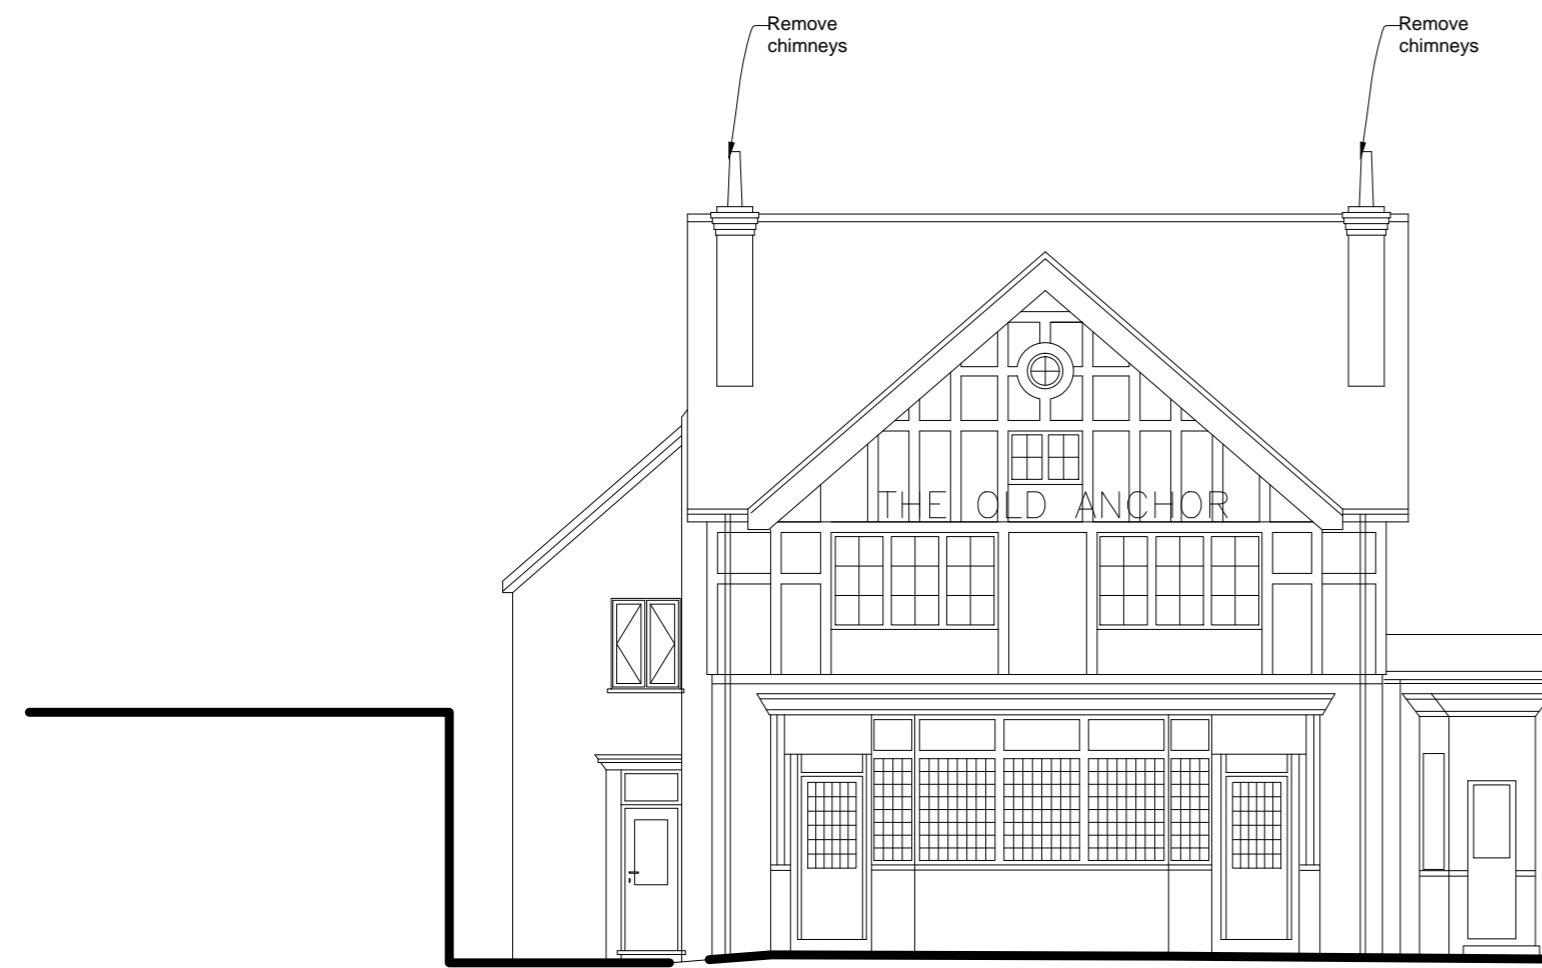 Remove
chimneys
Remove
chimneys
THE OLD ANCHOR